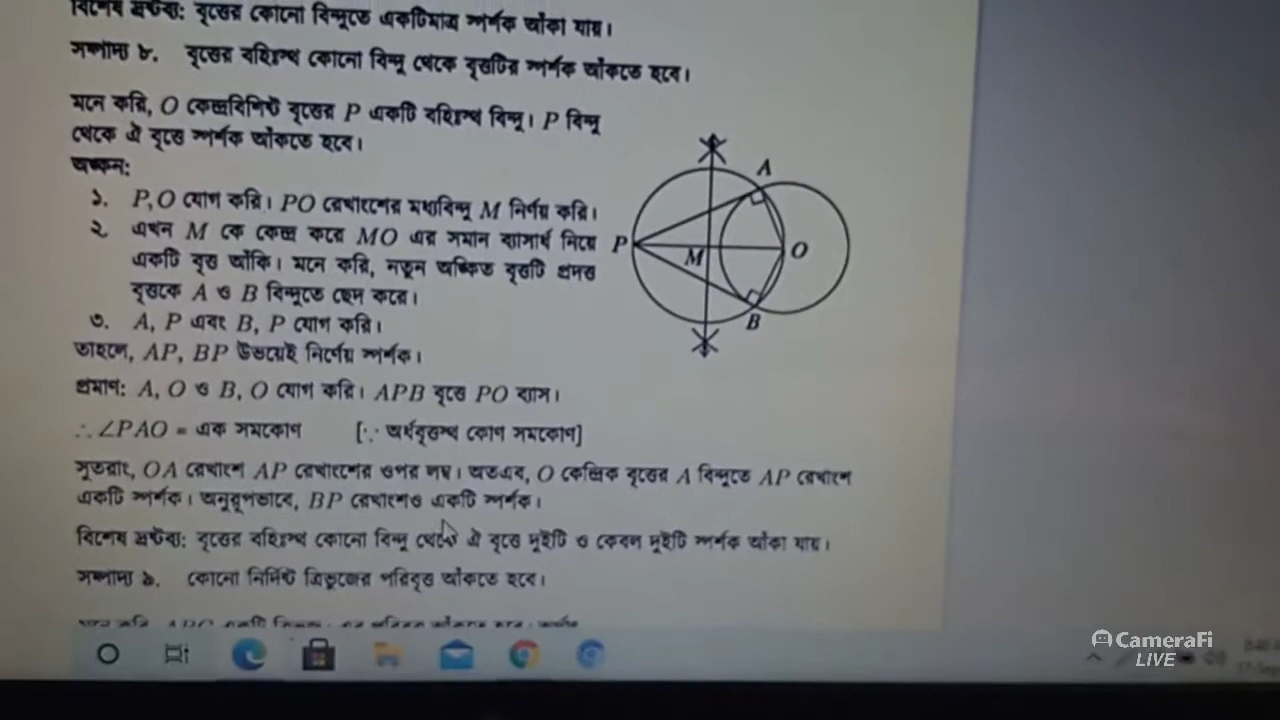 বিশেষ দ্রষ্টব্য: বৃত্তের কোনো বিন্দুতে একটিমাত্র স্পর্শক আঁকা যায়।
সম্পাদ্য ৮. বৃত্তের বহিঃস্থ কোনো বিন্দু থেকে বৃত্তটির স্পর্শক আঁকতে হবে।
মনে করি, O কেন্দ্রবিশিষ্ট বৃত্তের P একটি বহিঃস্থ বিন্দু। P বিন্দু
থেকে ঐ বৃত্তে স্পর্শক আঁকতে হবে।
অঙ্কন:
১. P, O যোগ করি। PO রেখাংশের মধ্যবিন্দু M নির্ণয় করি।
২. এখন M কে কেন্দ্র করে MO এর সমান ব্যাসার্ধ নিয়ে
একটি বৃত্ত আঁকি। মনে করি, নতুন অঙ্কিত বৃত্তটি প্রদত্ত
বৃত্তকে A ও B বিন্দুতে ছেদ করে।
৩. A, P এবং B, P যোগ করি।
তাহলে, AP, BP উভয়েই নির্ণেয় স্পর্শক।
A
P
M
O
B
প্রমাণ: A, O ও B, O যোগ করি। APB বৃত্তে PO ব্যাস।
∴ ∠PAO = এক সমকোণ [∵ অর্ধবৃত্তস্থ কোণ সমকোণ]
সুতরাং, OA রেখাংশ AP রেখাংশের ওপর লম্ব। অতএব, O কেন্দ্রিক বৃত্তের A বিন্দুতে AP রেখাংশ
একটি স্পর্শক। অনুরূপভাবে, BP রেখাংশও একটি স্পর্শক।
বিশেষ দ্রষ্টব্য: বৃত্তের বহিঃস্থ কোনো বিন্দু থেকে ঐ বৃত্তে দুইটি ও কেবল দুইটি স্পর্শক আঁকা যায়।
সম্পাদ্য ৯. কোনো নির্দিষ্ট ত্রিভুজের পরিবৃত্ত আঁকতে হবে।
CameraFi
LIVE